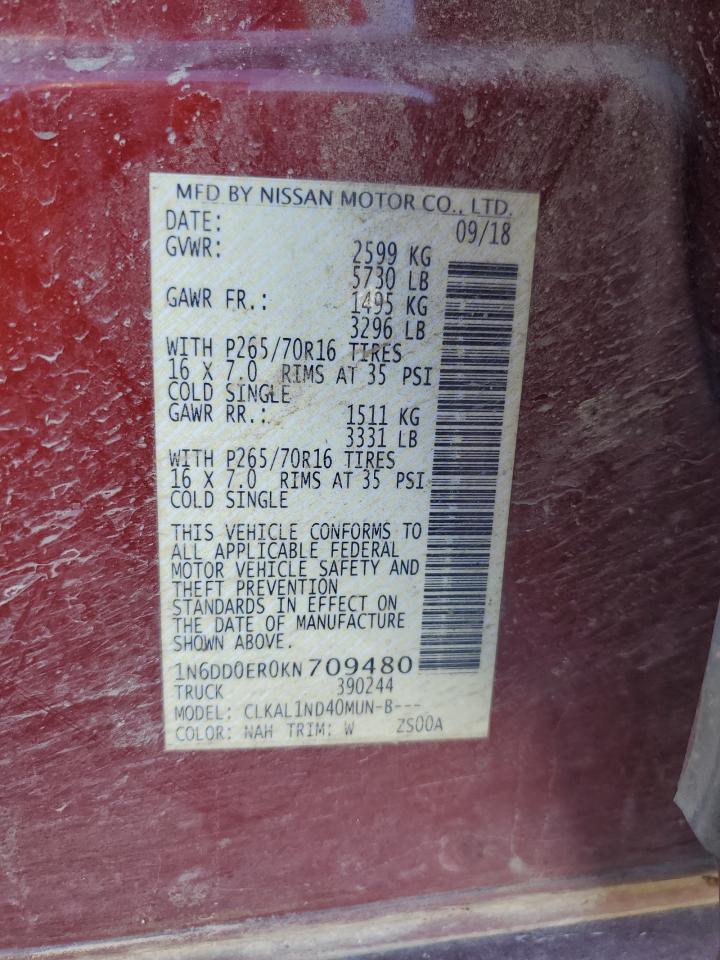 MFD BY NISSAN MOTOR CO., LTD.
DATE: 09/18
GVWR: 2599 KG
5730 LB
GAWR FR.: 1495 KG
3296 LB
WITH P265/70R16 TIRES
16 X 7.0 RIMS AT 35 PSI
COLD SINGLE
GAWR RR.: 1511 KG
3331 LB
WITH P265/70R16 TIRES
16 X 7.0 RIMS AT 35 PSI
COLD SINGLE
THIS VEHICLE CONFORMS TO
ALL APPLICABLE FEDERAL
MOTOR VEHICLE SAFETY AND
THEFT PREVENTION
STANDARDS IN EFFECT ON
THE DATE OF MANUFACTURE
SHOWN ABOVE.
1N6DD0ER0KN709480
TRUCK 390244
MODEL: CLKAL1ND40MUN-B---
COLOR: NAH TRIM: W ZS00A